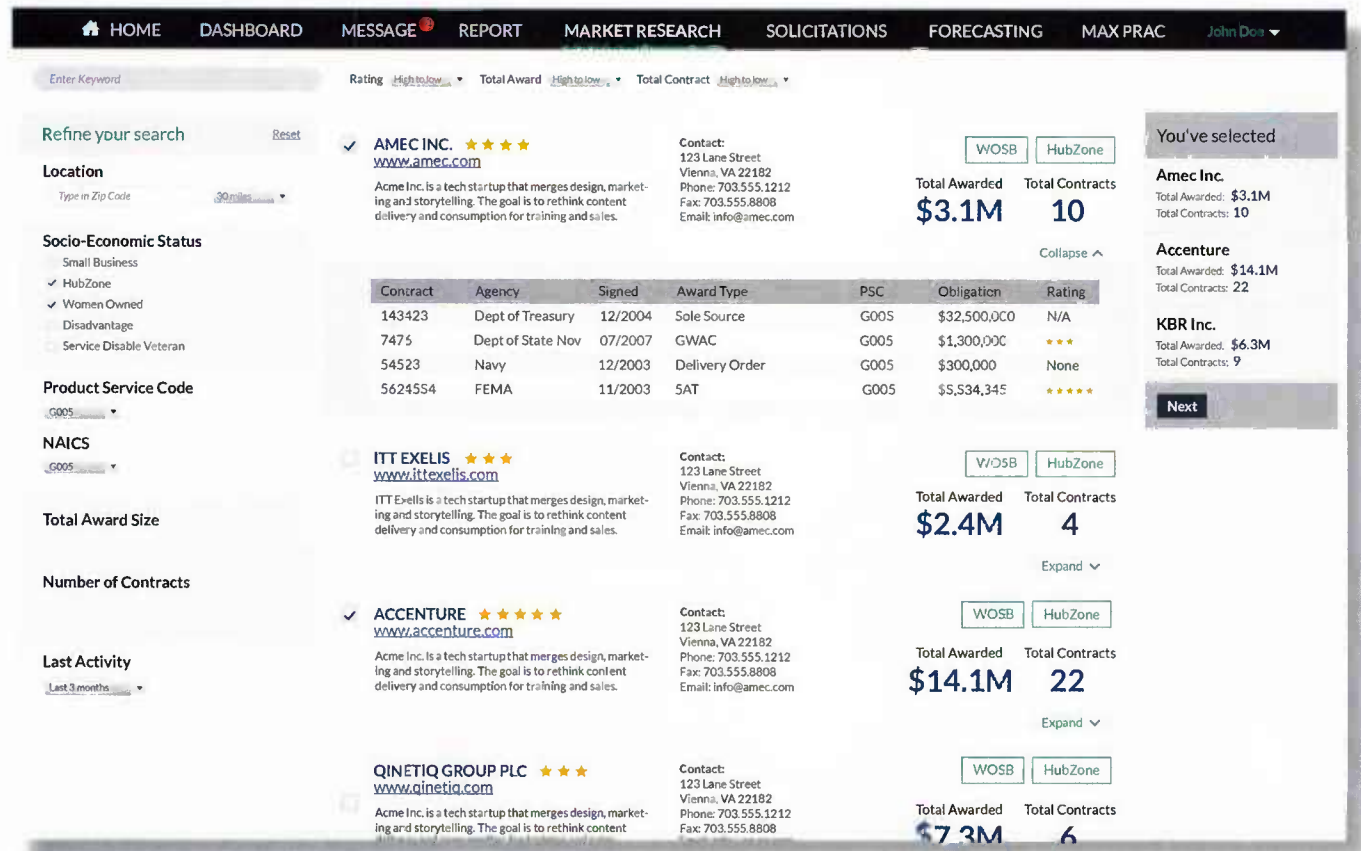 HOME DASHBOARD MESSAGE REPORT MARKET RESEARCH SOLICITATIONS FORECASTING MAX PRAC John Doe
Enter Keyword
Rating High to low Total Award High to low Total Contract High to low
Refine your search Reset
Location
Type in Zip Code 30 miles
Socio-Economic Status
Small Business
HubZone
Women Owned
Disadvantage
Service Disable Veteran
Product Service Code
G005
NAICS
G005
Total Award Size
Number of Contracts
Last Activity
Last 3 months
AMEC INC.
www.amec.com
Acme Inc. is a tech startup that merges design, market-
ing and storytelling. The goal is to rethink content
delivery and consumption for training and sales.
Contact:
123 Lane Street
Vienna, VA 22182
Phone: 703.555.1212
Fax: 703.555.8808
Email: info@amec.com
WOSB HubZone
Total Awarded Total Contracts
$3.1M 10
Collapse
Contract Agency Signed Award Type PSC Obligation Rating
143423 Dept of Treasury 12/2004 Sole Source G005 $32,500,000 N/A
7475 Dept of State Nov 07/2007 GWAC G005 $1,300,000
54523 Navy 12/2003 Delivery Order G005 $300,000 None
5624554 FEMA 11/2003 SAT G005 $5,534,345
ITT EXELIS
www.ittexelis.com
ITT Exells is a tech startup that merges design, market-
ing and storytelling. The goal is to rethink content
delivery and consumption for training and sales.
Contact:
123 Lane Street
Vienna, VA 22182
Phone: 703.555.1212
Fax: 703.555.8808
Email: info@amec.com
WOSB HubZone
Total Awarded Total Contracts
$2.4M 4
Expand
ACCENTURE
www.accenture.com
Acme Inc. is a tech startup that merges design, market-
ing and storytelling. The goal is to rethink content
delivery and consumption for training and sales.
Contact:
123 Lane Street
Vienna, VA 22182
Phone: 703.555.1212
Fax: 703.555.8808
Email: info@amec.com
WOSB HubZone
Total Awarded Total Contracts
$14.1M 22
Expand
QINETIQ GROUP PLC
www.qinetiq.com
Acme Inc. is a tech startup that merges design, market-
ing and storytelling. The goal is to rethink content
Contact:
123 Lane Street
Vienna, VA 22182
Phone: 703.555.1212
Fax: 703.555.8808
WOSB HubZone
Total Awarded Total Contracts
$7.3M 6
You've selected
Amec Inc.
Total Awarded: $3.1M
Total Contracts: 10
Accenture
Total Awarded: $14.1M
Total Contracts: 22
KBR Inc.
Total Awarded: $6.3M
Total Contracts: 9
Next